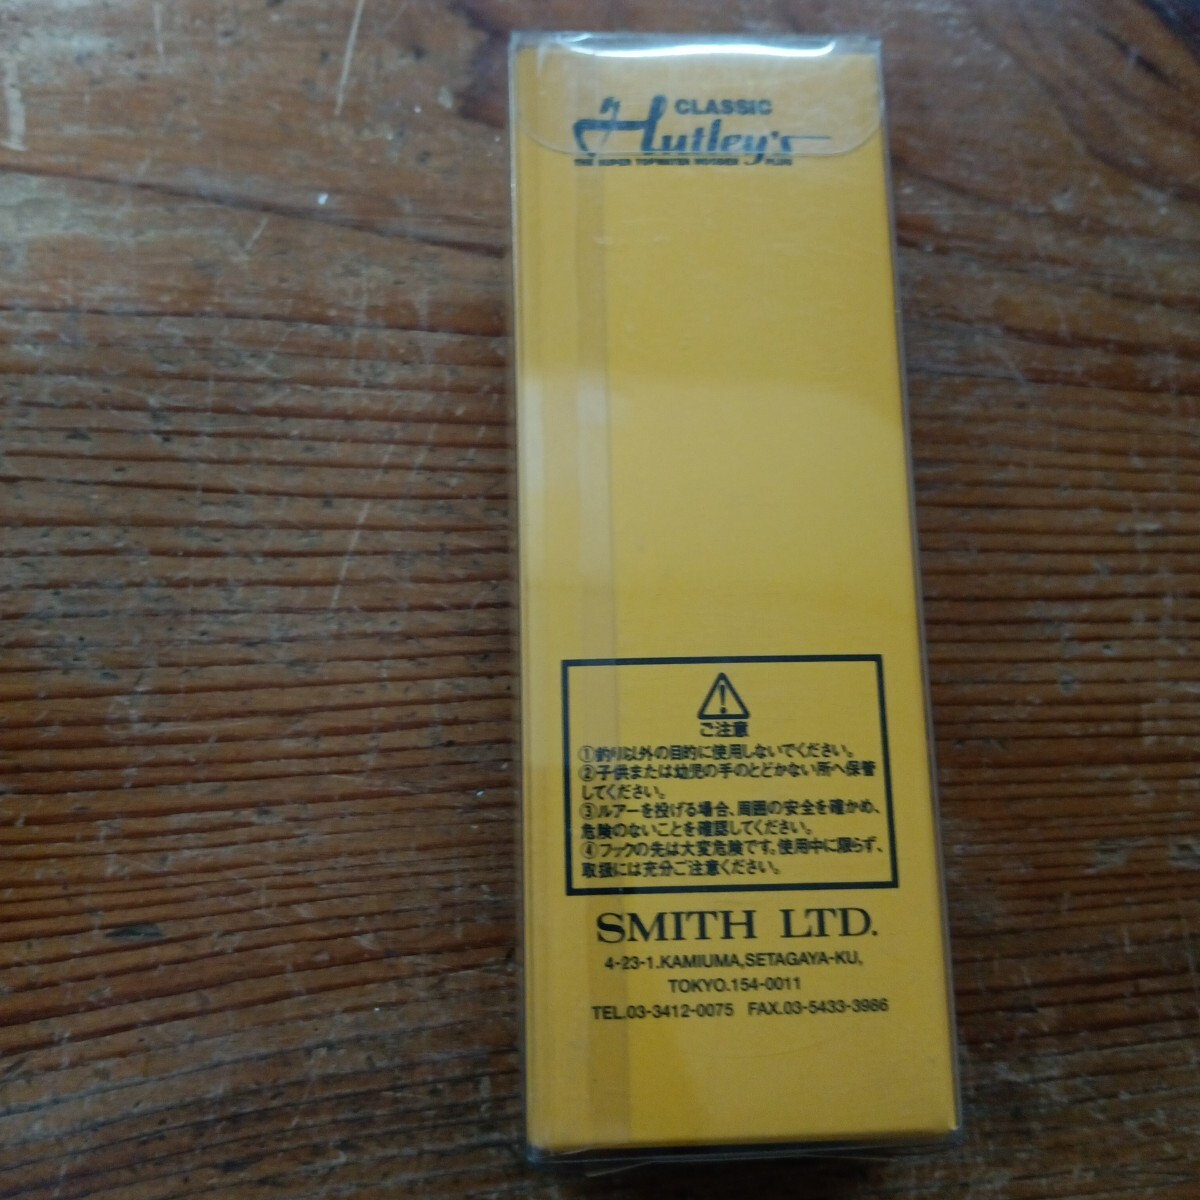 CLASSIC
Hutley's
THE SUPER TOPWATER WOODEN PLUG
ご注意
①釣り以外の目的に使用しないでください。
②子供または幼児の手のとどかない所へ保管
してください。
③ルアーを投げる場合、周囲の安全を確かめ、
危険のないことを確認してください。
④フックの先は大変危険です。使用中に限らず、
取扱には充分ご注意ください。
SMITH LTD.
4-23-1.KAMIUMA,SETAGAYA-KU,
TOKYO.154-0011
TEL.03-3412-0075 FAX.03-5433-3986